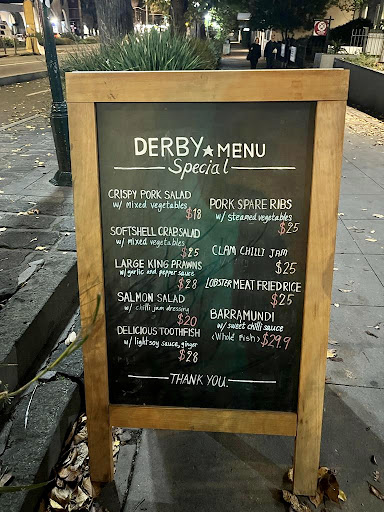 DERBY★MENU
Special
CRISPY PORK SALAD
w/ mixed vegetables
$18
SOFTSHELL CRAB SALAD
w/ mixed vegetables
$25
LARGE KING PRAWNS
w/ garlic and pepper sauce
$28
SALMON SALAD
w/ chilli jam dressing
$20
DELICIOUS TOOTHFISH
w/ light soy sauce, ginger
$28
PORK SPARE RIBS
w/ steamed vegetables
$25
CLAM CHILLI JAM
$25
LOBSTER MEAT FRIED RICE
$25
BARRAMUNDI
w/ sweet chilli sauce
<Whole Fish> $29.9
THANK YOU.